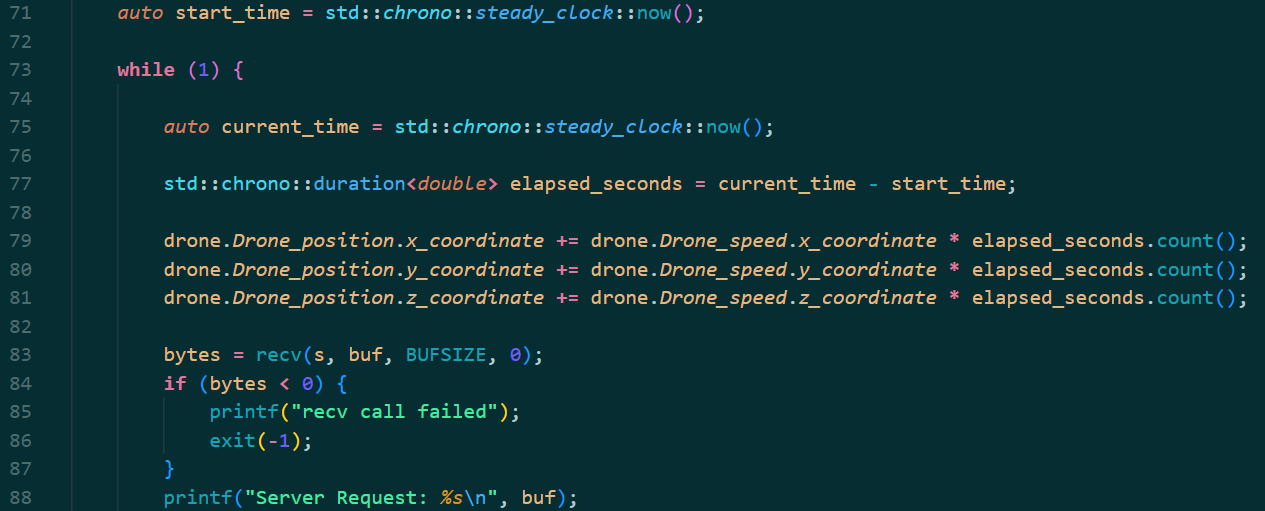 71 auto start_time = std::chrono::steady_clock::now();
72
73 while (1) {
74
75 auto current_time = std::chrono::steady_clock::now();
76
77 std::chrono::duration<double> elapsed_seconds = current_time - start_time;
78
79 drone.Drone_position.x_coordinate += drone.Drone_speed.x_coordinate * elapsed_seconds.count();
80 drone.Drone_position.y_coordinate += drone.Drone_speed.y_coordinate * elapsed_seconds.count();
81 drone.Drone_position.z_coordinate += drone.Drone_speed.z_coordinate * elapsed_seconds.count();
82
83 bytes = recv(s, buf, BUFSIZE, 0);
84 if (bytes < 0) {
85 printf("recv call failed");
86 exit(-1);
87 }
88 printf("Server Request: %s\n", buf);